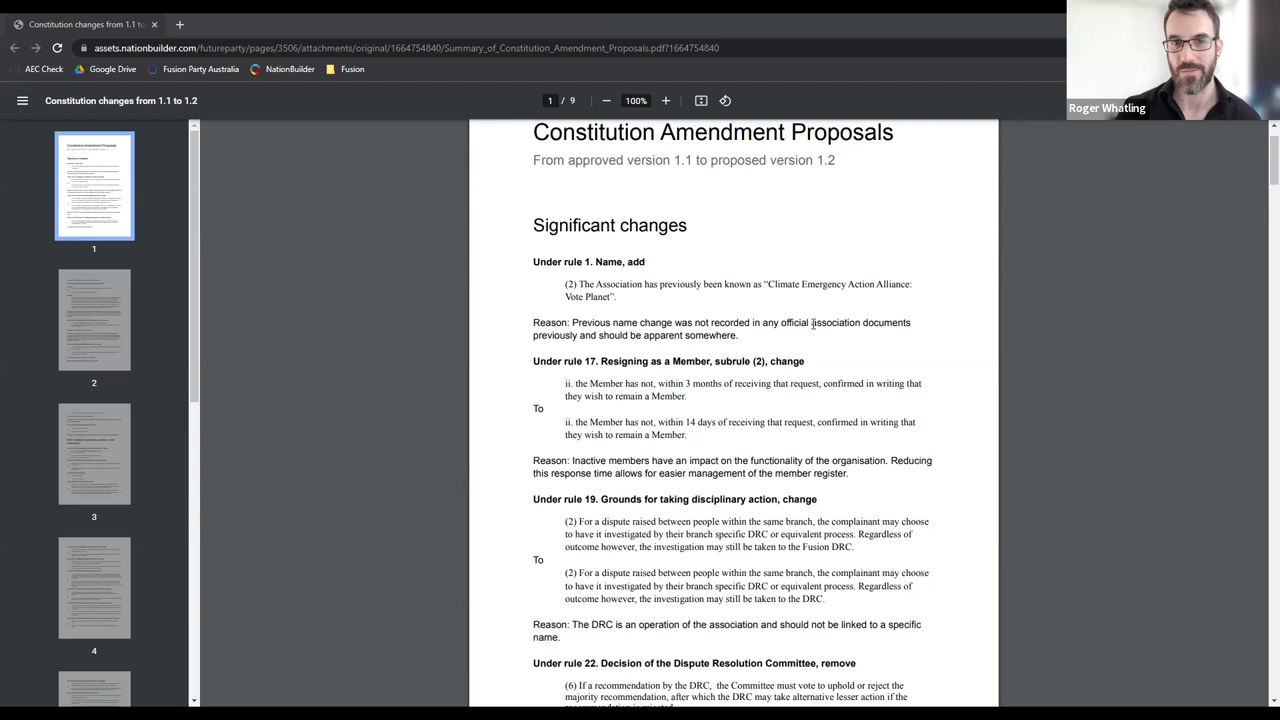 Constitution changes from 1.1 to
assets.nationbuilder.com/futureparty/pages/3506/attachments/original/1664754840/Summary_of_Constitution_Amendment_Proposals.pdf?1664754840
AEC Check
Google Drive
Fusion Party Australia
NationBuilder
Fusion
Roger Whatling
Constitution changes from 1.1 to 1.2
1 / 9
100%
1
2
3
4
Constitution Amendment Proposals
From approved version 1.1 to proposed version 1.2
Significant changes
Under rule 1. Name, add
(2) The Association has previously been known as “Climate Emergency Action Alliance:
Vote Planet”.
Reason: Previous name change was not recorded in any official association documents
previously and should be apparent somewhere.
Under rule 17. Resigning as a Member, subrule (2), change
ii. the Member has not, within 3 months of receiving that request, confirmed in writing that
they wish to remain a Member.
To
ii. the Member has not, within 14 days of receiving that request, confirmed in writing that
they wish to remain a Member.
Reason: Inactive members have an impact on the functionality of the organisation. Reducing
this response time allows for easier management of the member register.
Under rule 19. Grounds for taking disciplinary action, change
(2) For a dispute raised between people within the same branch, the complainant may choose
to have it investigated by their branch specific DRC or equivalent process. Regardless of
outcome however, the investigation may still be taken to the Fusion DRC.
To
(2) For a dispute raised between people within the same branch, the complainant may choose
to have it investigated by their branch specific DRC or equivalent process. Regardless of
outcome however, the investigation may still be taken to the DRC.
Reason: The DRC is an operation of the association and should not be linked to a specific
name.
Under rule 22. Decision of the Dispute Resolution Committee, remove
(6) If a recommendation by the DRC,  the Committee must vote to uphold or reject the
majority recommendation, after which the DRC may take alternative lesser action if the